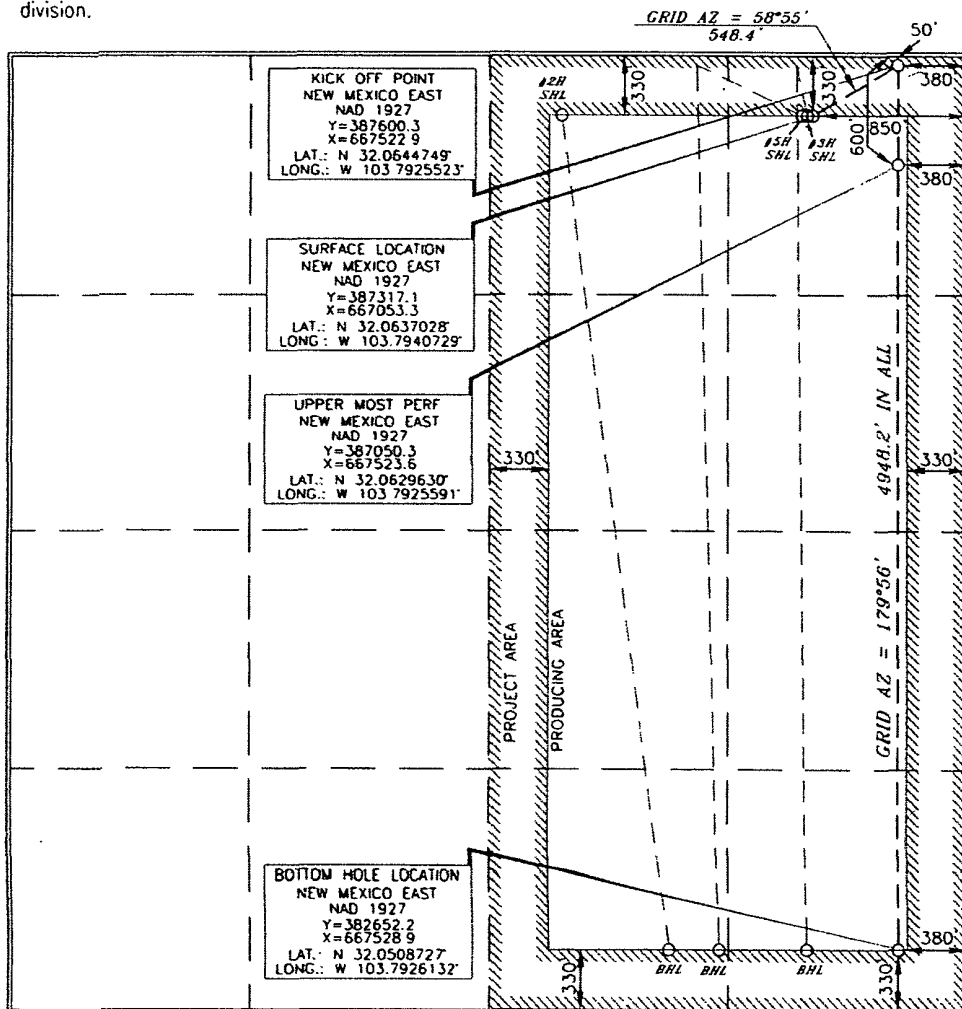 division.
GRID AZ = 58°55'
548.4'
50'
KICK OFF POINT
NEW MEXICO EAST
NAD 1927
Y=387600.3
X=667522.9
LAT.: N 32.0644749°
LONG.: W 103.7925523°
#2H
SHL
330'
330'
380'
#5H
SHL
#3H
SHL
850'
600'
380'
SURFACE LOCATION
NEW MEXICO EAST
NAD 1927
Y=387317.1
X=667053.3
LAT.: N 32.0637028°
LONG.: W 103.7940729°
UPPER MOST PERF
NEW MEXICO EAST
NAD 1927
Y=387050.3
X=667523.6
LAT.: N 32.0629630°
LONG.: W 103.7925591°
330'
330'
4948.2' IN ALL
GRID AZ = 179°56'
PROJECT AREA
PRODUCING AREA
BOTTOM HOLE LOCATION
NEW MEXICO EAST
NAD 1927
Y=382652.2
X=667528.9
LAT.: N 32.0508727°
LONG.: W 103.7926132°
380'
BHL
BHL
BHL
330'
330'